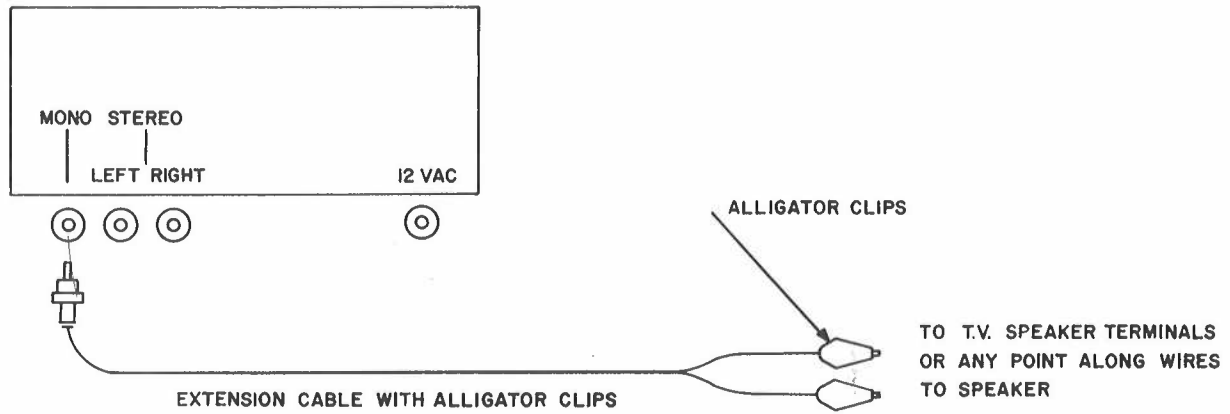 MONO STEREO
LEFT RIGHT
12 VAC
ALLIGATOR CLIPS
TO T.V. SPEAKER TERMINALS
OR ANY POINT ALONG WIRES
TO SPEAKER
EXTENSION CABLE WITH ALLIGATOR CLIPS